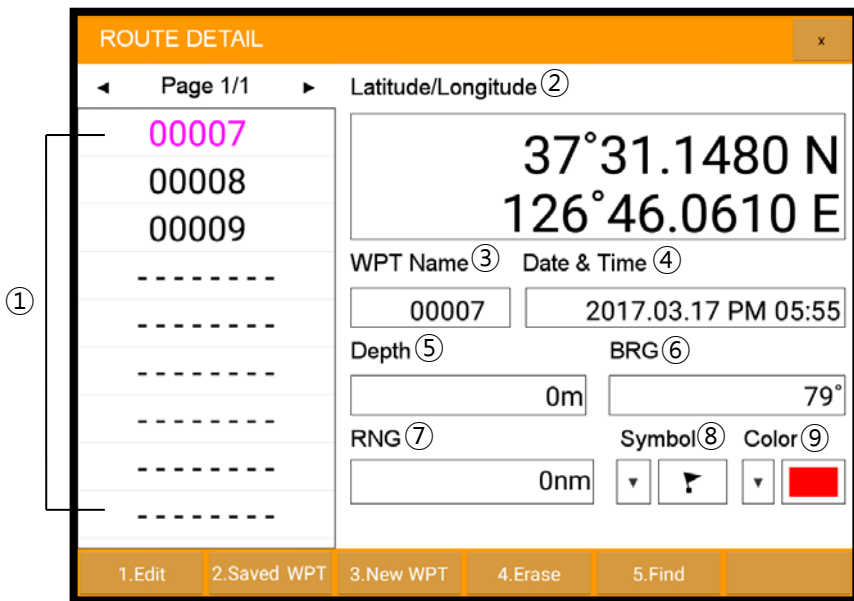 ROUTE DETAIL x
◄ Page 1/1 ►
00007
00008
00009
--------
--------
--------
--------
--------
--------
①
Latitude/Longitude ②
37°31.1480 N
126°46.0610 E
WPT Name ③ Date & Time ④
00007 2017.03.17 PM 05:55
Depth ⑤ BRG ⑥
0m 79°
RNG ⑦ Symbol ⑧ Color ⑨
0nm ▼ ▼
1.Edit 2.Saved WPT 3.New WPT 4.Erase 5.Find